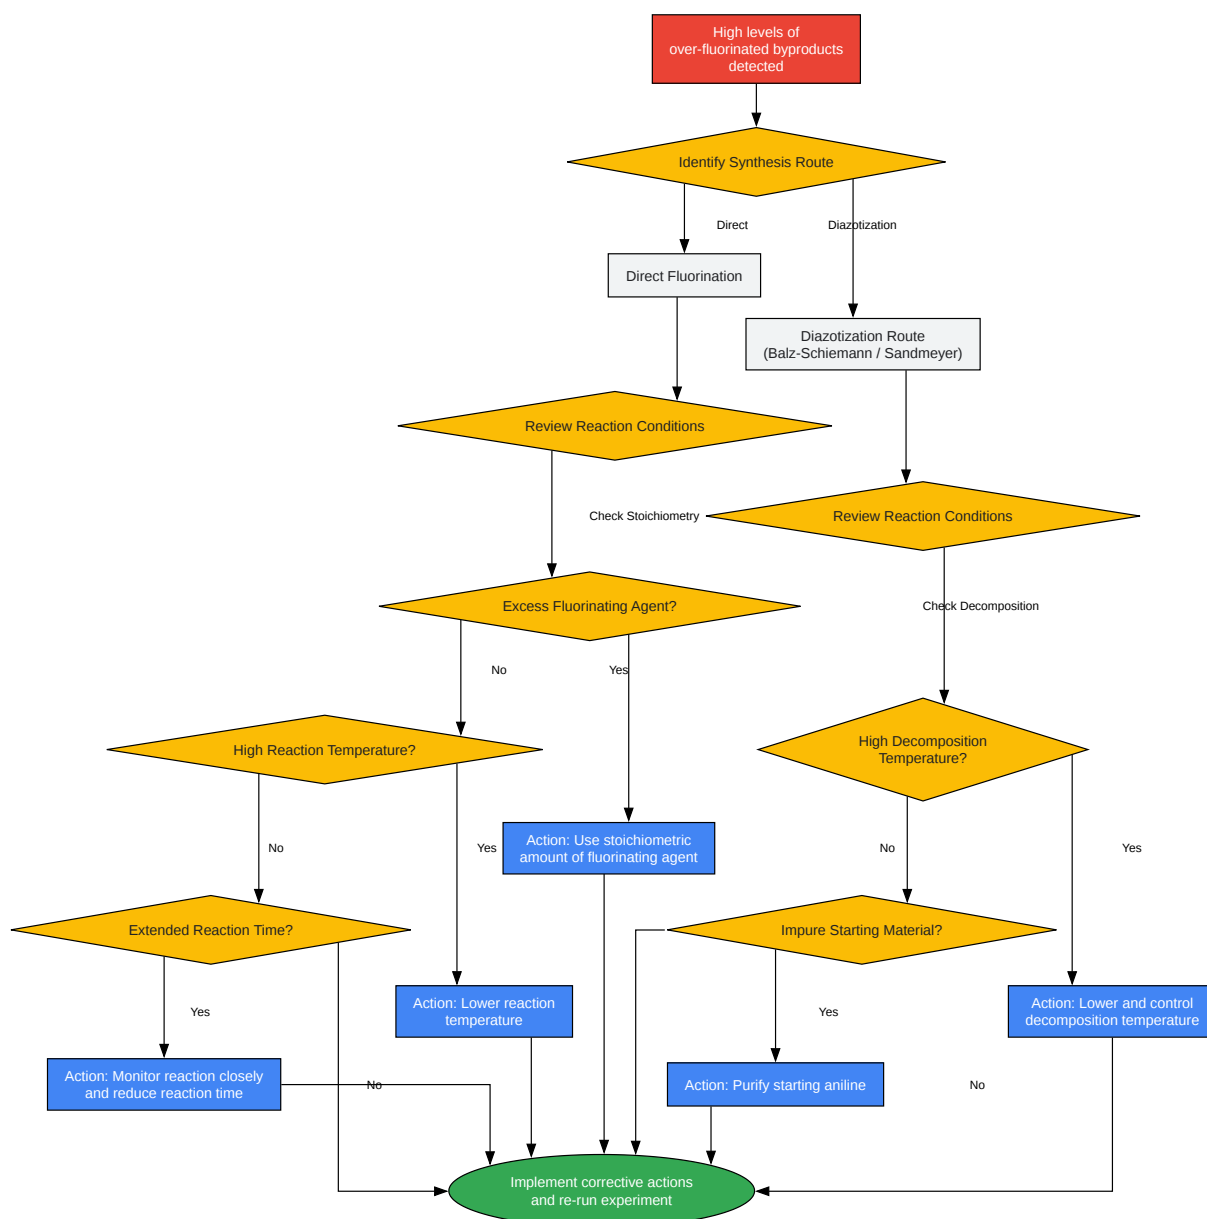 High levels of
over-fluorinated byproducts
detected
Identify Synthesis Route
Direct
Diazotization
Direct Fluorination
Diazotization Route
(Balz-Schiemann / Sandmeyer)
Review Reaction Conditions
Check Stoichiometry
Review Reaction Conditions
Excess Fluorinating Agent?
Check Decomposition
No
Yes
High Reaction Temperature?
High Decomposition
Temperature?
Action: Use stoichiometric
amount of fluorinating agent
No
Yes
No
Yes
Extended Reaction Time?
Impure Starting Material?
Action: Lower reaction
temperature
Action: Lower and control
decomposition temperature
Yes
Yes
Action: Monitor reaction closely
and reduce reaction time
No
Action: Purify starting aniline
No
Implement corrective actions
and re-run experiment